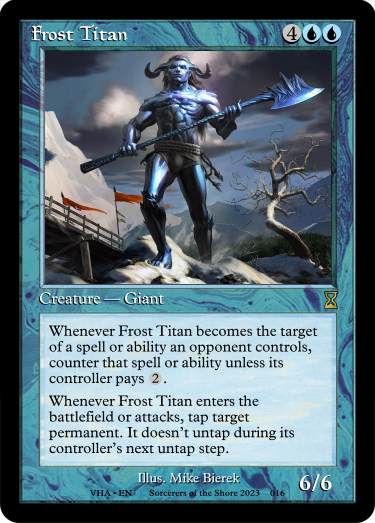 Frost Titan 4
Creature — Giant
Whenever Frost Titan becomes the target
of a spell or ability an opponent controls,
counter that spell or ability unless its
controller pays 2.
Whenever Frost Titan enters the
battlefield or attacks, tap target
permanent. It doesn't untap during its
controller's next untap step.
Illus. Mike Bierek
6/6
VHA • EN Sorcerers of the Shore 2023 016